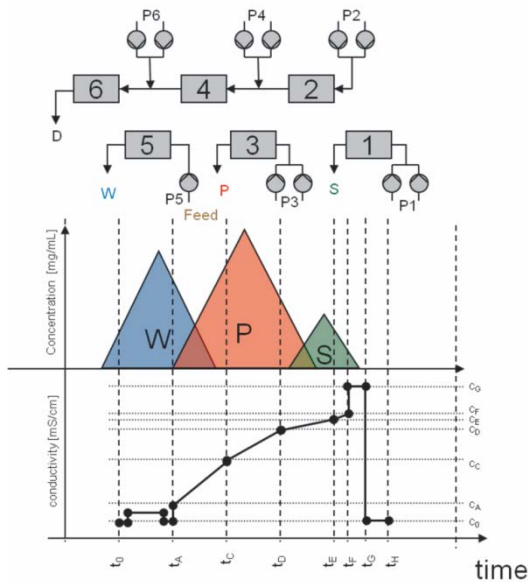 P6 P4 P2
6 4 2
D
5 3 1
W P5 P P3 S P1
Feed
Concentration [mg/mL]
W P S
conductivity [mS/cm]
cG
cF
cE
cD
cC
cA
c0
t0 tA tC tD tE tF tG tH
time